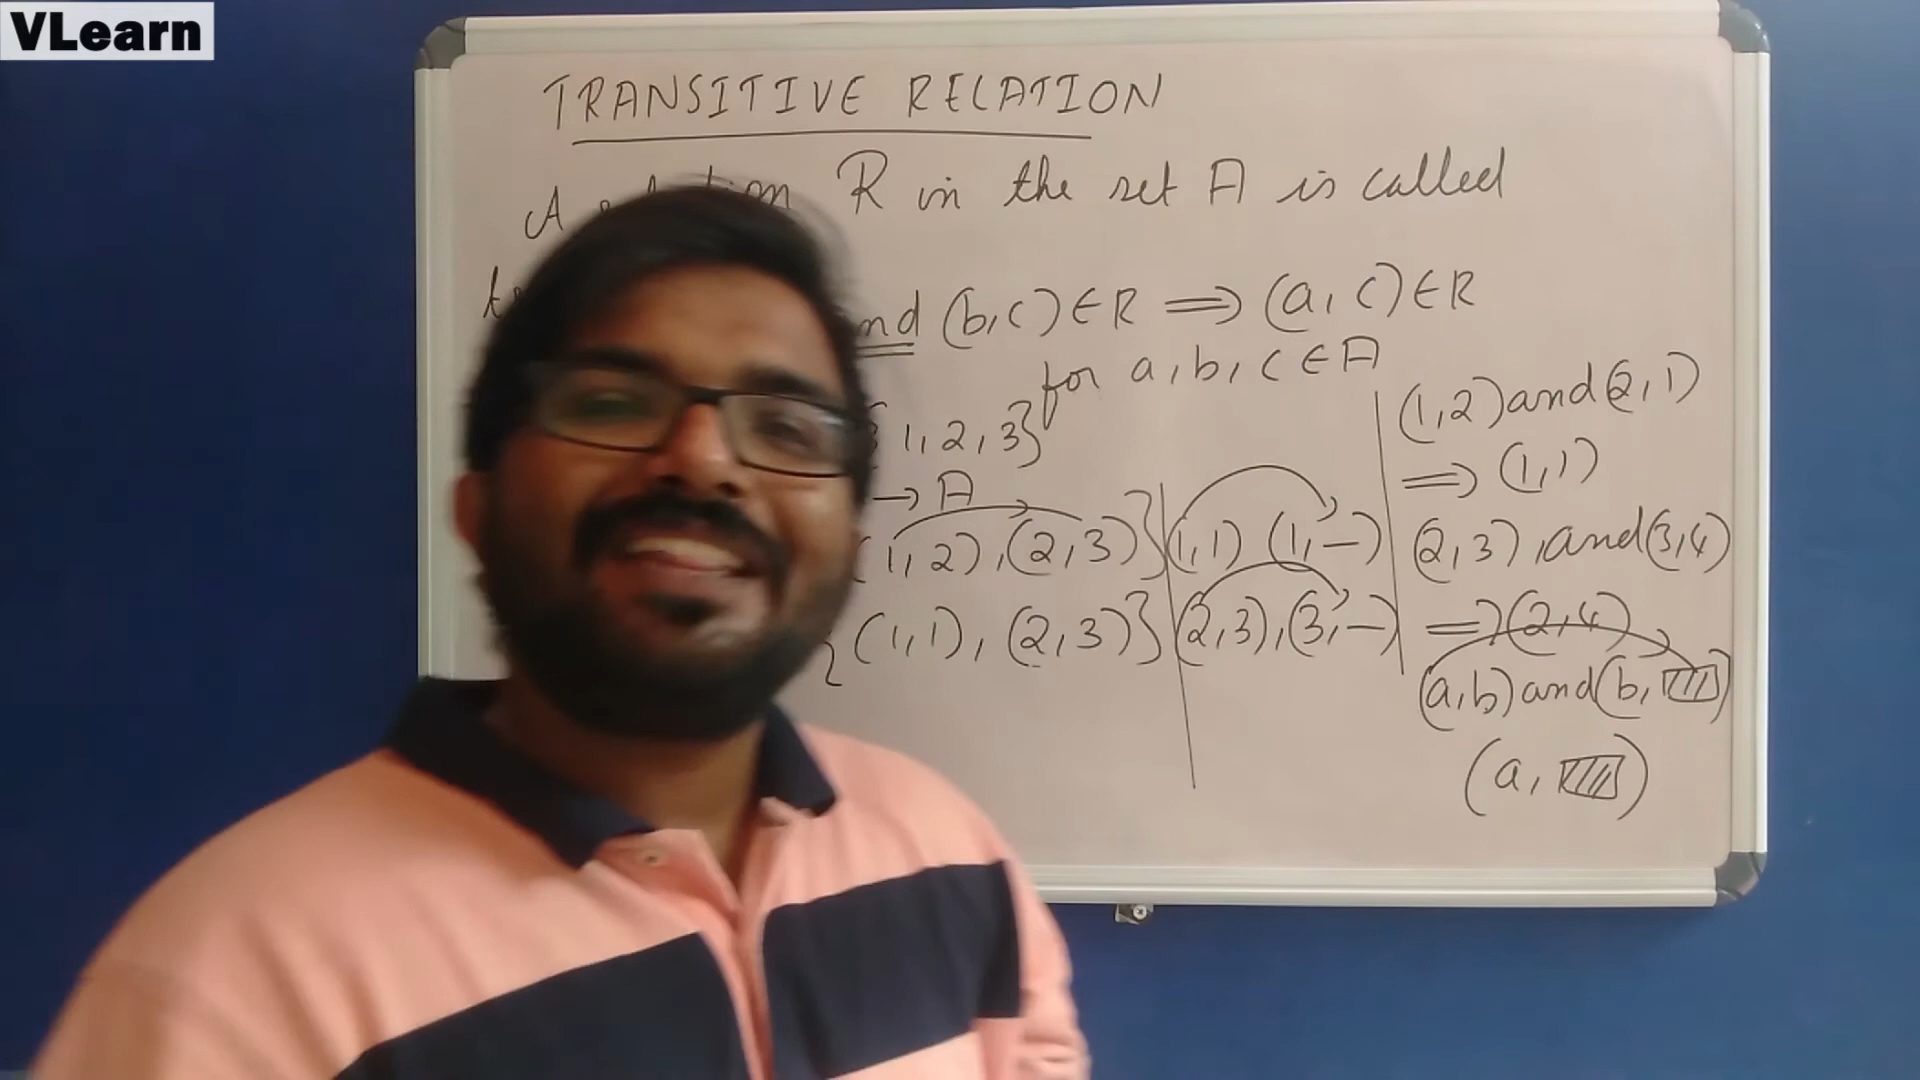 VLearn
TRANSITIVE RELATION
A R in the set A is called
and (b,c)∈R ⟹ (a,c)∈R
for a,b,c∈A
1,2,3}
→ A
(1,2),(2,3)}
{(1,1),(2,3)}
(1,1) (1,—)
(2,3),(3,—)
(1,2)and(2,1)
⟹ (1,1)
(2,3),and(3,4)
⟹(2,4)
(a,b)and(b, )
(a, )